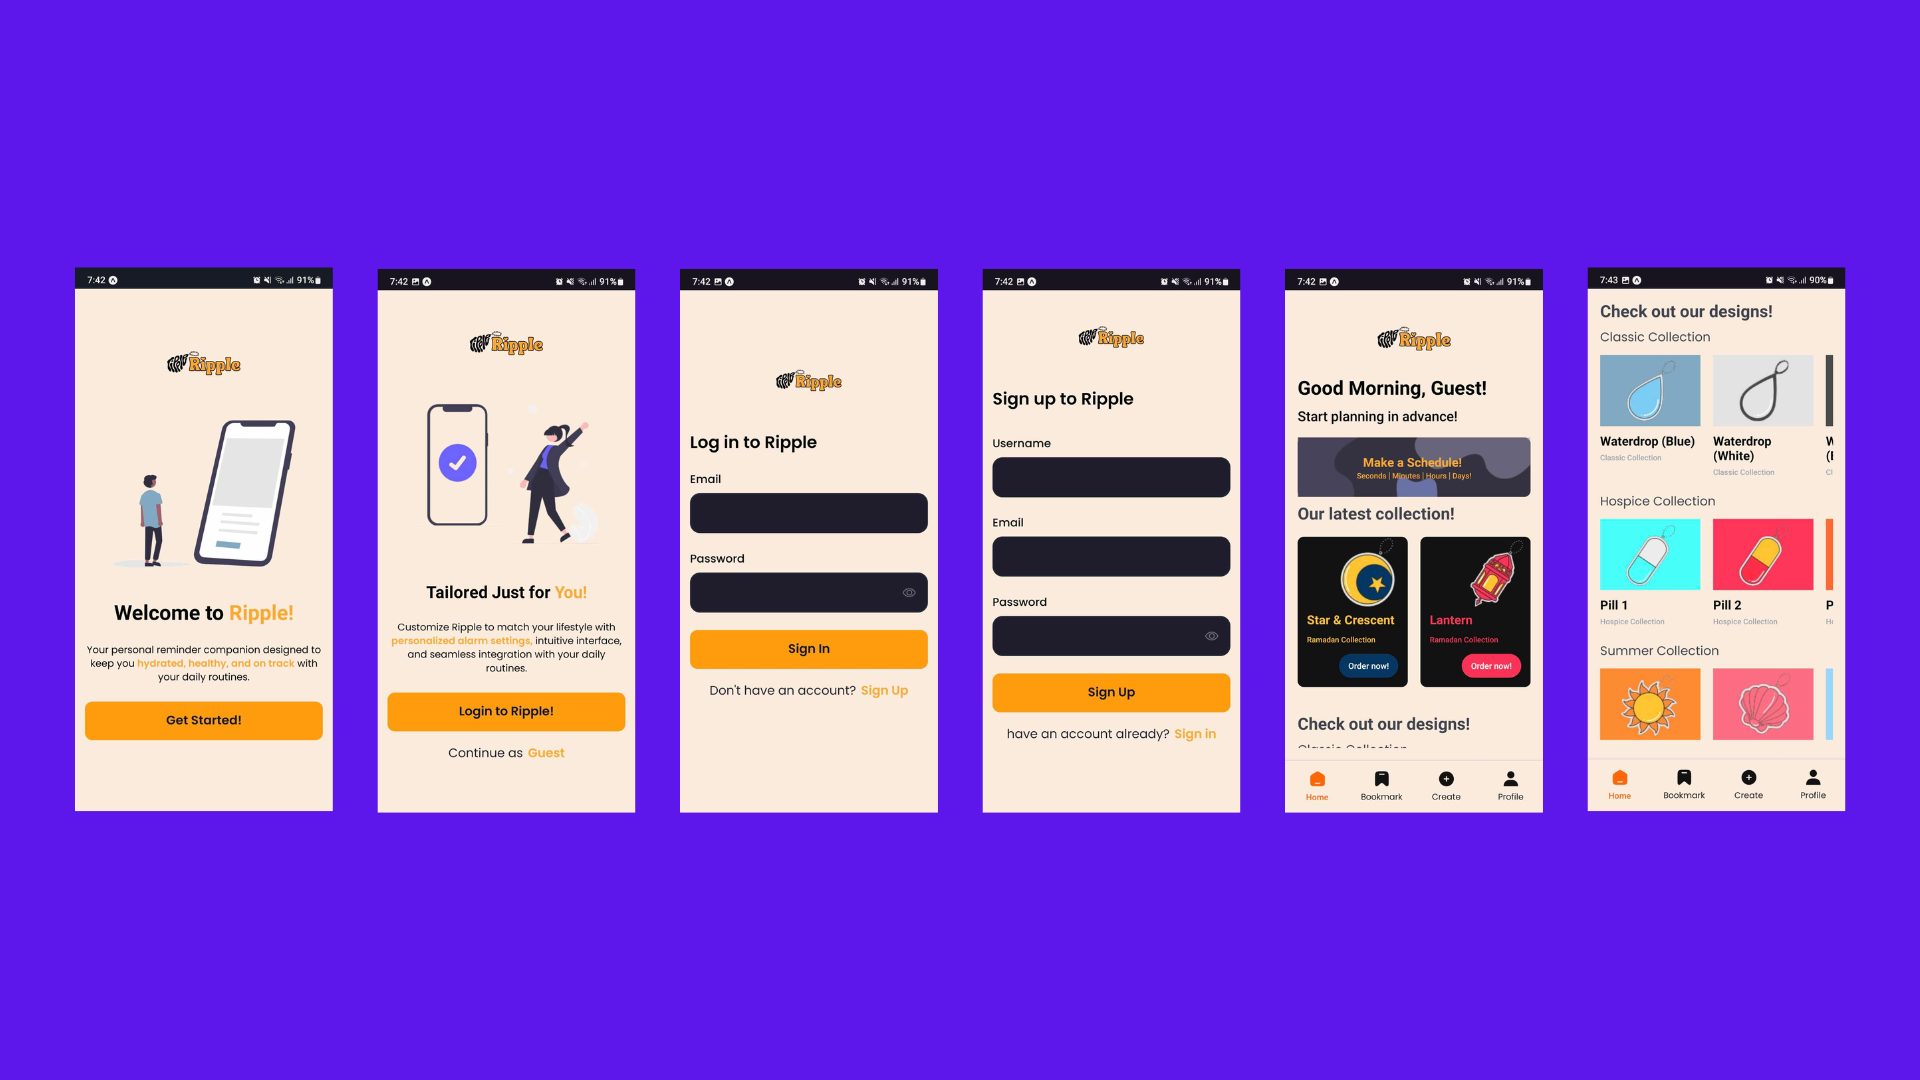 7:42
91%
Ripple
Welcome to Ripple!
Your personal reminder companion designed to
keep you hydrated, healthy, and on track with
your daily routines.
Get Started!
7:42
91%
Ripple
Tailored Just for You!
Customize Ripple to match your lifestyle with
personalized alarm settings, intuitive interface,
and seamless integration with your daily
routines.
Login to Ripple!
Continue as Guest
7:42
91%
Ripple
Log in to Ripple
Email
Password
Sign In
Don't have an account? Sign Up
7:42
91%
Ripple
Sign up to Ripple
Username
Email
Password
Sign Up
have an account already? Sign in
7:42
91%
Ripple
Good Morning, Guest!
Start planning in advance!
Make a Schedule!
Seconds | Minutes | Hours | Days!
Our latest collection!
Star & Crescent
Ramadan Collection
Order now!
Lantern
Ramadan Collection
Order now!
Check out our designs!
Classic Collection
Home
Bookmark
Create
Profile
7:43
90%
Check out our designs!
Classic Collection
Waterdrop (Blue)
Classic Collection
Waterdrop
(White)
Classic Collection
Hospice Collection
Pill 1
Hospice Collection
Pill 2
Hospice Collection
Summer Collection
Home
Bookmark
Create
Profile